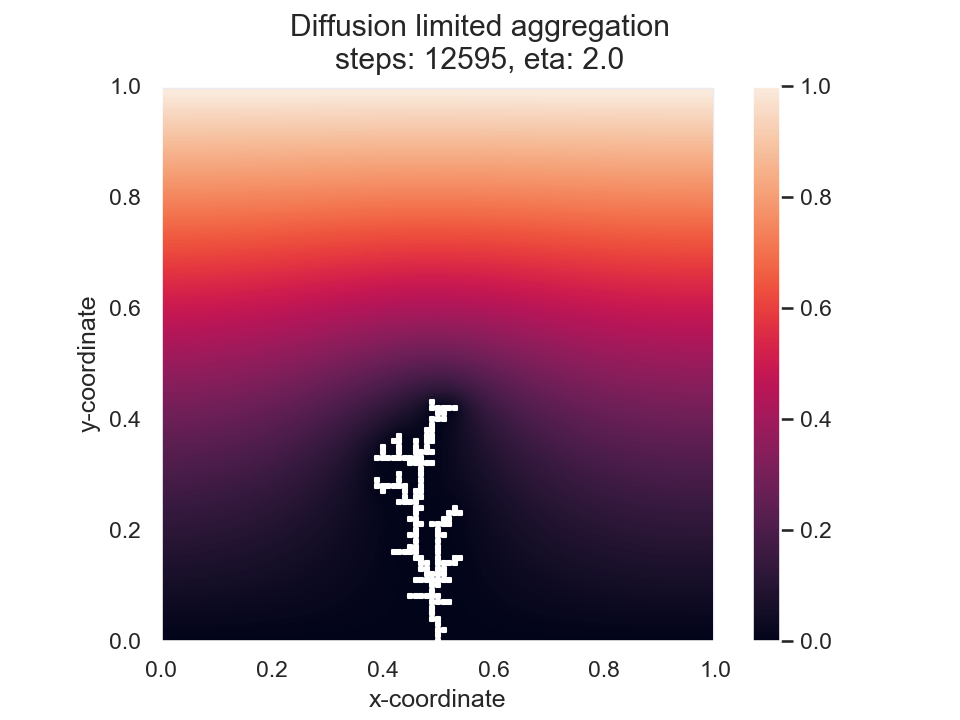 Diffusion limited aggregation
steps: 12595, eta: 2.0
1.0
0.8
0.6
0.4
0.2
0.0
y-coordinate
0.0 0.2 0.4 0.6 0.8 1.0
x-coordinate
1.0
0.8
0.6
0.4
0.2
0.0